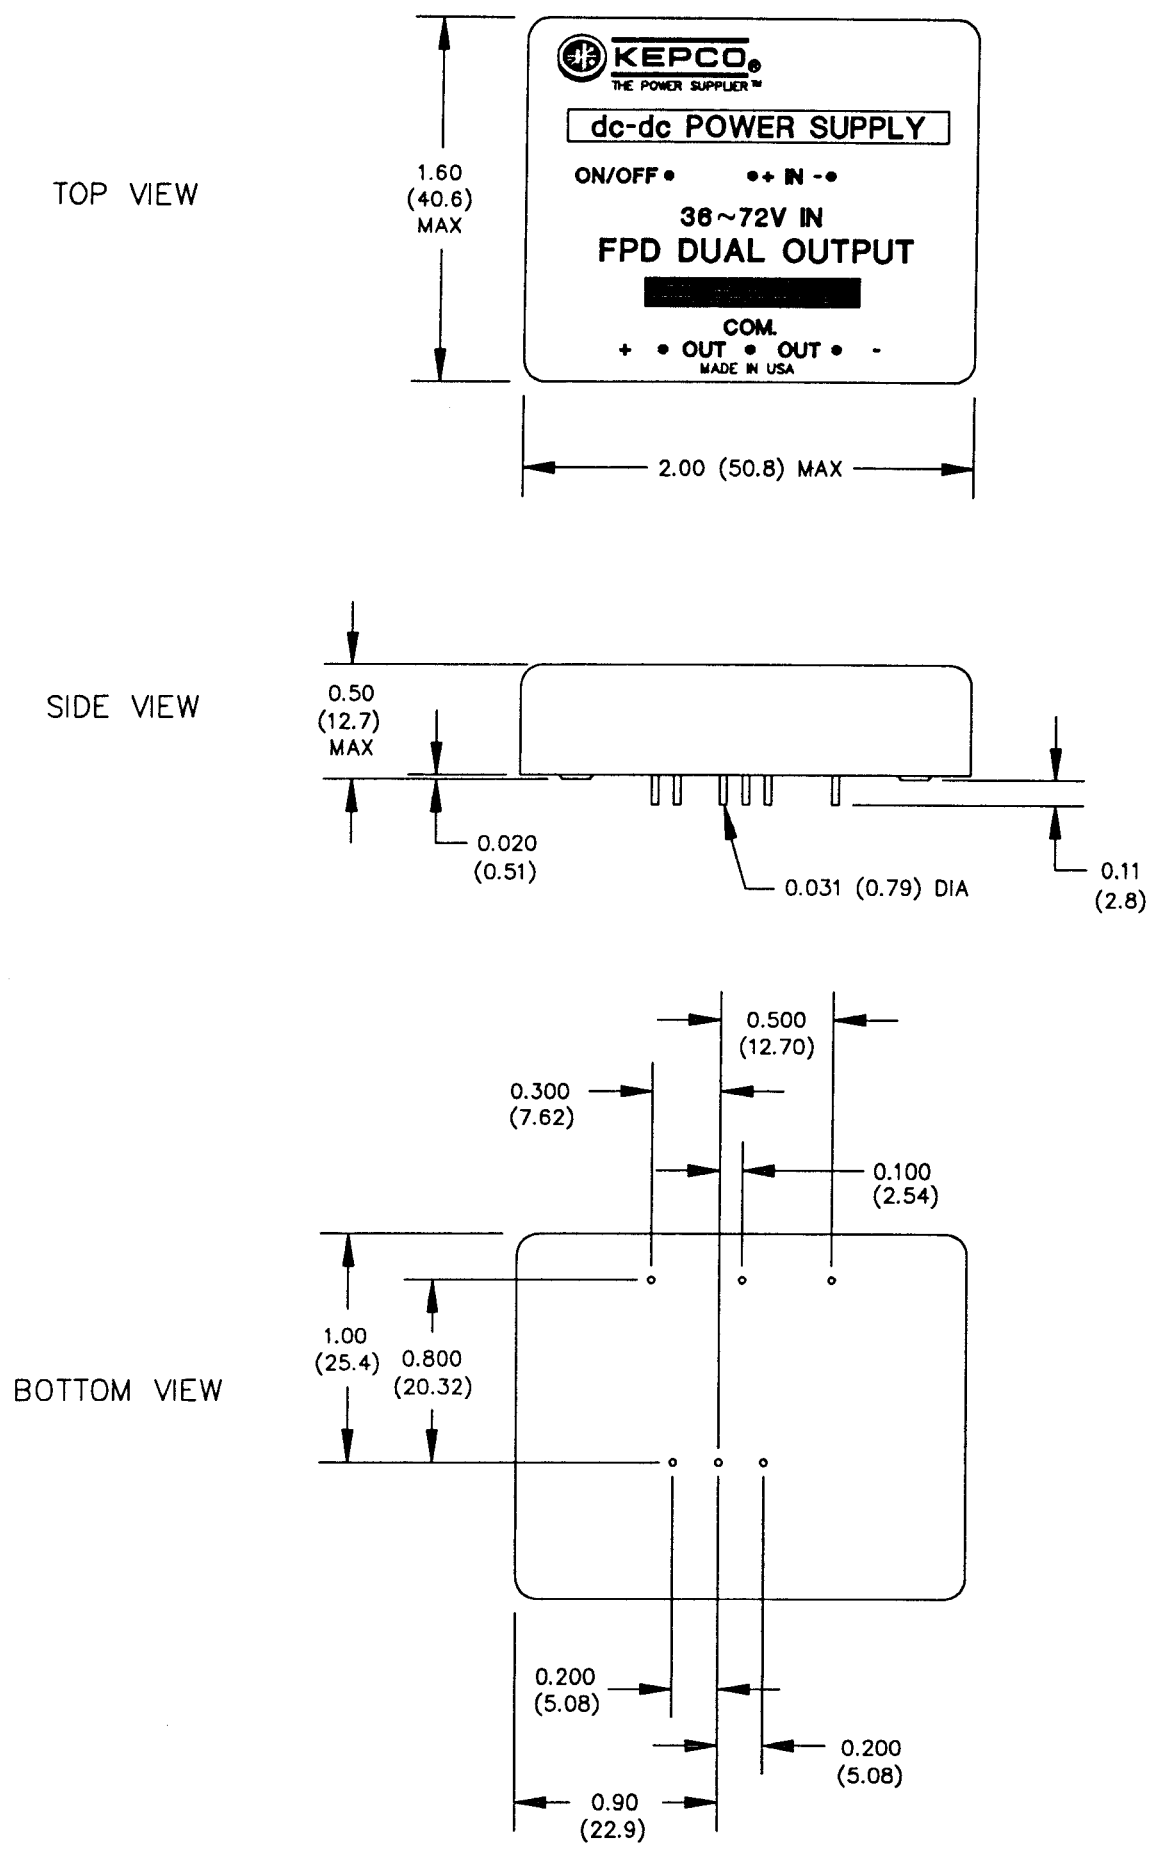 TOP VIEW
1.60
(40.6)
MAX
KEPCO®
THE POWER SUPPLIER™
dc-dc POWER SUPPLY
ON/OFF • •+ IN -•
36~72V IN
FPD DUAL OUTPUT
COM.
+ • OUT • OUT • -
MADE IN USA
2.00 (50.8) MAX
SIDE VIEW
0.50
(12.7)
MAX
0.020
(0.51)
0.031 (0.79) DIA
0.11
(2.8)
0.500
(12.70)
0.300
(7.62)
0.100
(2.54)
BOTTOM VIEW
1.00
(25.4)
0.800
(20.32)
0.200
(5.08)
0.200
(5.08)
0.90
(22.9)